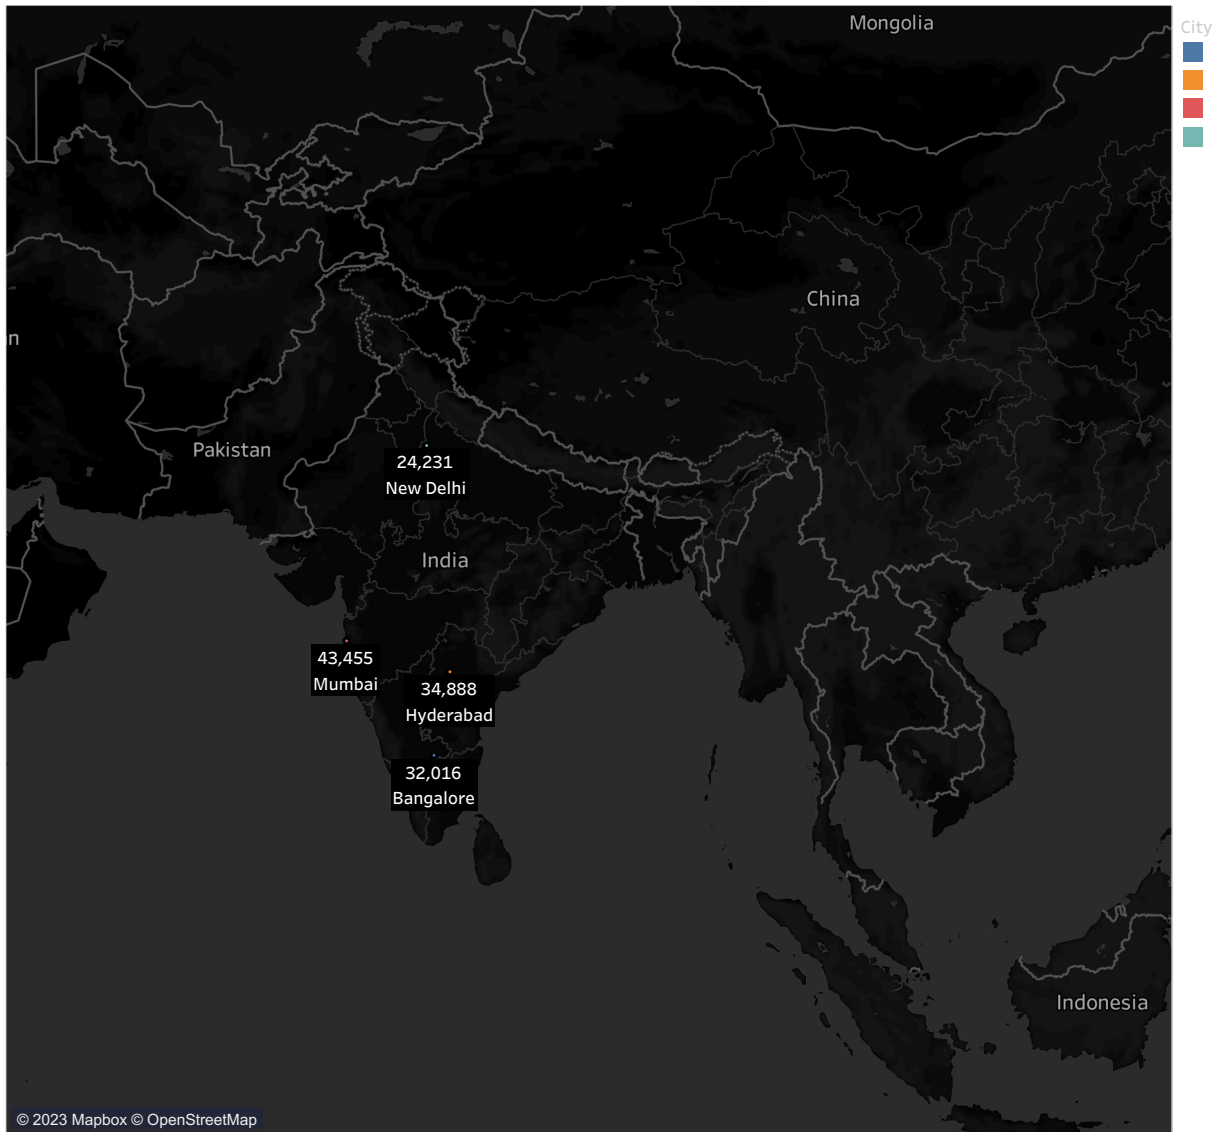 Mongolia
City
China
n
Pakistan
24,231
New Delhi
India
43,455
Mumbai
34,888
Hyderabad
32,016
Bangalore
Indonesia
© 2023 Mapbox © OpenStreetMap